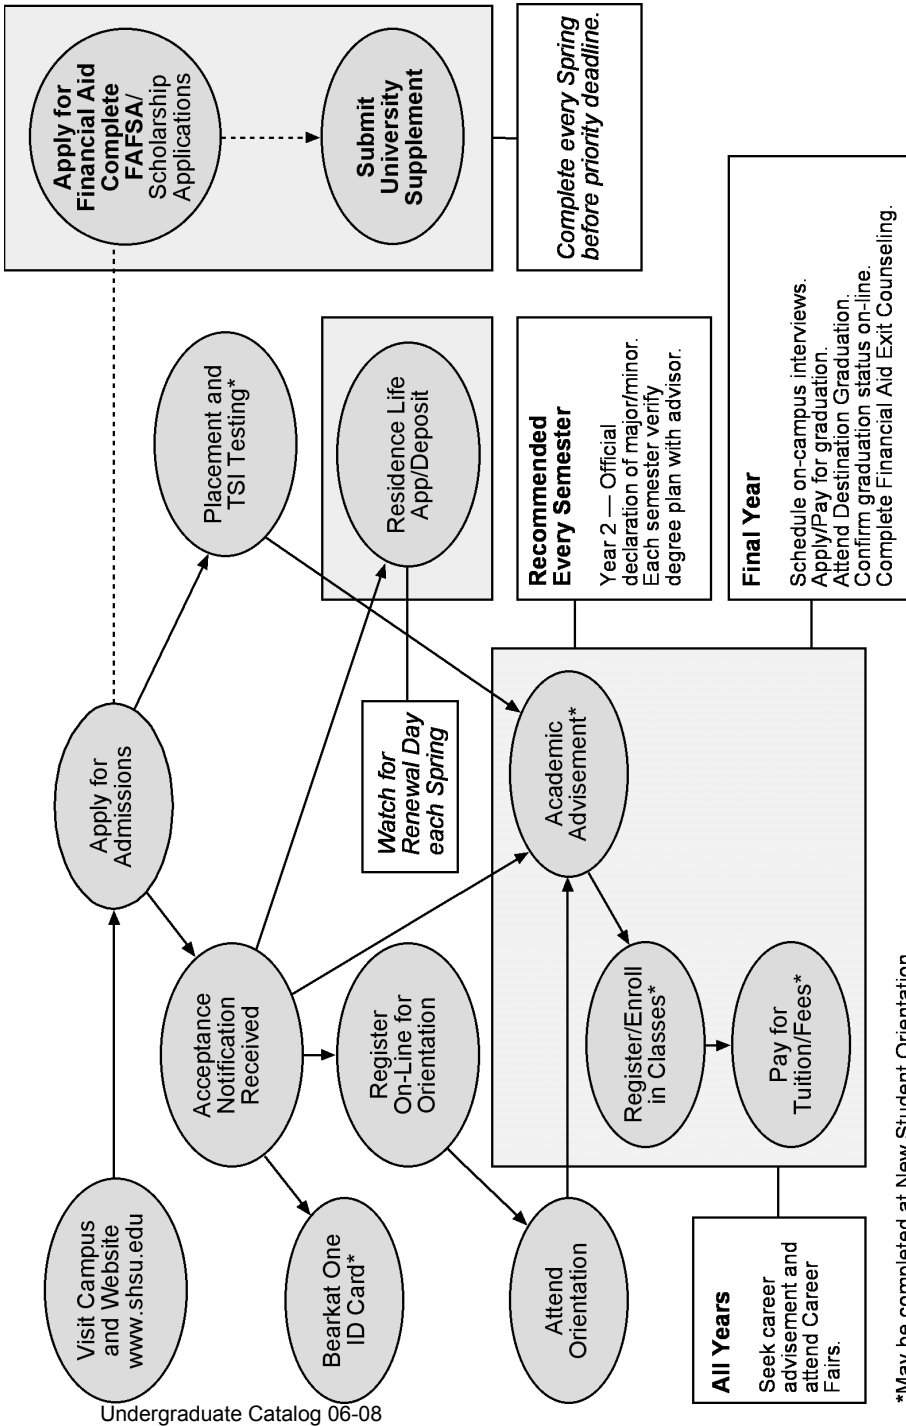 Visit Campus
and Website
www.shsu.edu
Apply for
Admissions
Apply for
Financial Aid
Complete
FAFSA/
Scholarship
Applications
Submit
University
Supplement
Complete every Spring
before priority deadline.
Placement and
TSI Testing*
Acceptance
Notification
Received
Residence Life
App/Deposit
Watch for
Renewal Day
each Spring
Bearkat One
ID Card*
Register
On-Line for
Orientation
Attend
Orientation
Academic
Advisement*
Register/Enroll
in Classes*
Pay for
Tuition/Fees*
Recommended
Every Semester
Year 2 — Official
declaration of major/minor.
Each semester verify
degree plan with advisor.
Final Year
Schedule on-campus interviews.
Apply/Pay for graduation.
Attend Destination Graduation.
Confirm graduation status on-line.
Complete Financial Aid Exit Counseling.
All Years
Seek career
advisement and
attend Career
Fairs.
*May be completed at New Student Orientation
Undergraduate Catalog 06-08